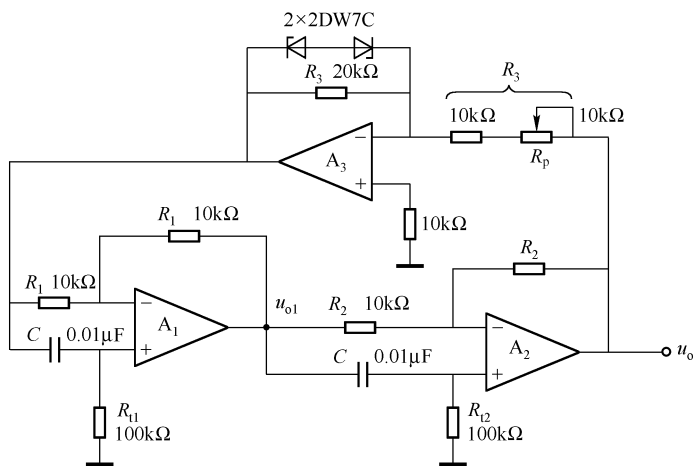 2×2DW7C
R3 20kΩ
R3
10kΩ
10kΩ
Rp
−
A3
+
10kΩ
R1 10kΩ
R2
R1 10kΩ
uo1
R2 10kΩ
−
A1
+
C 0.01μF
−
A2
+
uo
C 0.01μF
Rt1
100kΩ
Rt2
100kΩ